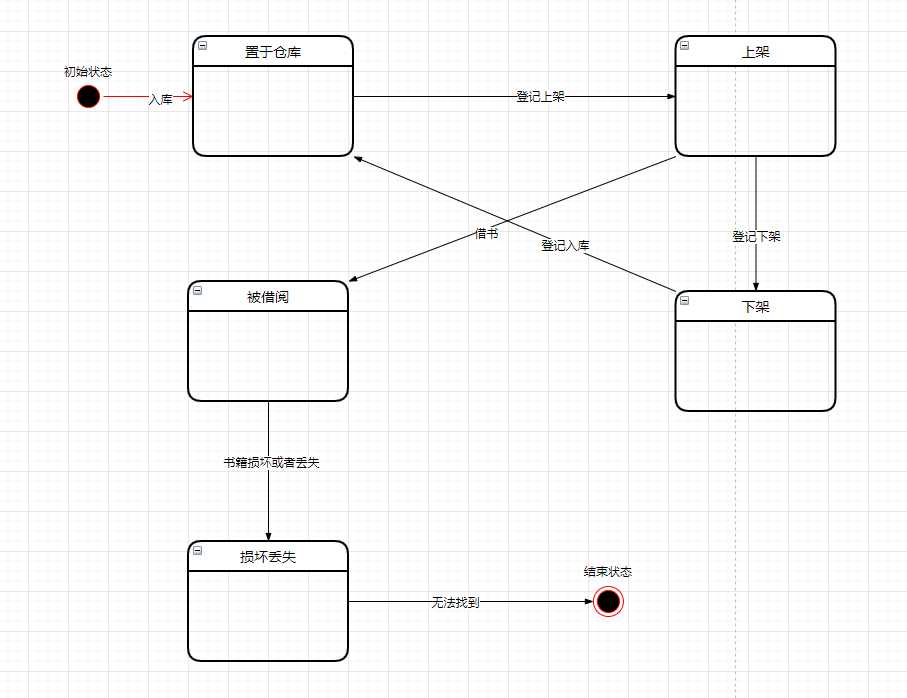 置于仓库
上架
初始状态
入库
登记上架
借书
登记入库
登记下架
被借阅
下架
书籍损坏或者丢失
损坏丢失
结束状态
无法找到